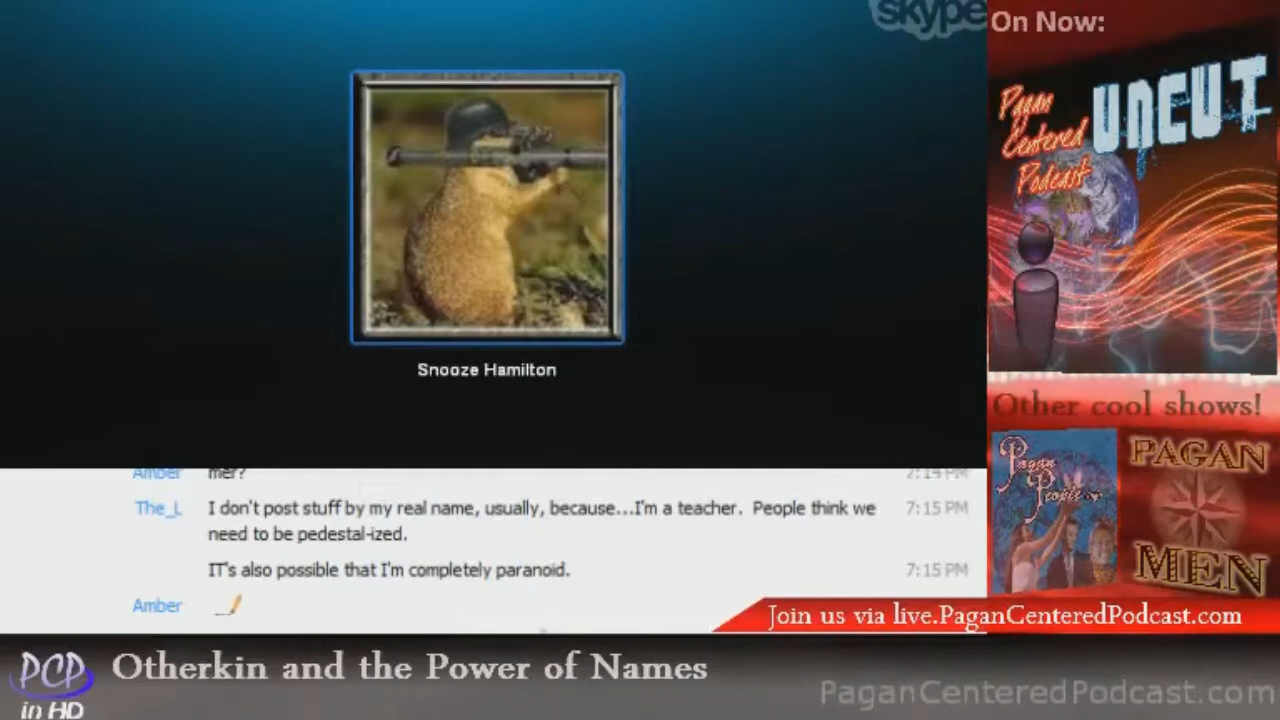 skype
On Now:
Pagan
Centered
Podcast
UNCUT
Snooze Hamilton
Other cool shows!
Pagan
People
PAGAN
MEN
Amber mer? 7:14 PM
The_L I don't post stuff by my real name, usually, because...I'm a teacher. People think we 7:15 PM
need to be pedestal-ized.
IT's also possible that I'm completely paranoid. 7:15 PM
Amber
Join us via live.PaganCenteredPodcast.com
PCP
in HD
Otherkin and the Power of Names
PaganCenteredPodcast.com